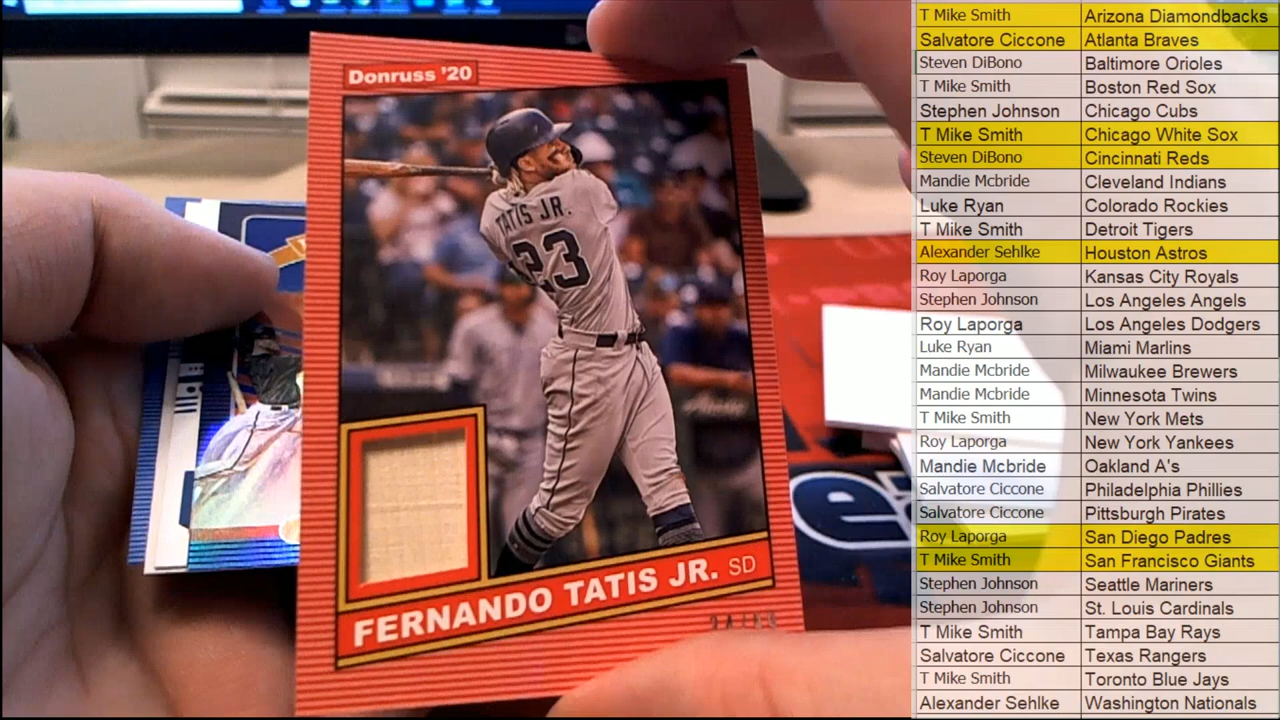 Donruss '20
TATIS JR.
23
FERNANDO TATIS JR. SD
T Mike Smith Arizona Diamondbacks
Salvatore Ciccone Atlanta Braves
Steven DiBono Baltimore Orioles
T Mike Smith Boston Red Sox
Stephen Johnson Chicago Cubs
T Mike Smith Chicago White Sox
Steven DiBono Cincinnati Reds
Mandie Mcbride Cleveland Indians
Luke Ryan Colorado Rockies
T Mike Smith Detroit Tigers
Alexander Sehlke Houston Astros
Roy Laporga Kansas City Royals
Stephen Johnson Los Angeles Angels
Roy Laporga Los Angeles Dodgers
Luke Ryan Miami Marlins
Mandie Mcbride Milwaukee Brewers
Mandie Mcbride Minnesota Twins
T Mike Smith New York Mets
Roy Laporga New York Yankees
Mandie Mcbride Oakland A's
Salvatore Ciccone Philadelphia Phillies
Salvatore Ciccone Pittsburgh Pirates
Roy Laporga San Diego Padres
T Mike Smith San Francisco Giants
Stephen Johnson Seattle Mariners
Stephen Johnson St. Louis Cardinals
T Mike Smith Tampa Bay Rays
Salvatore Ciccone Texas Rangers
T Mike Smith Toronto Blue Jays
Alexander Sehlke Washington Nationals